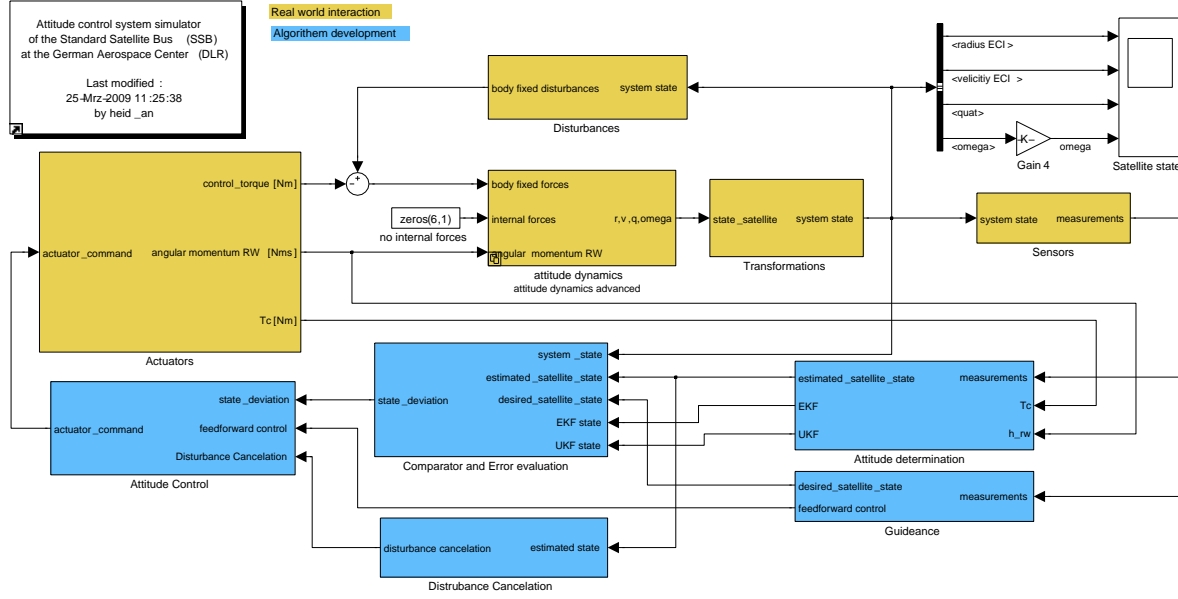 Attitude control system simulator
of the Standard Satellite Bus (SSB)
at the German Aerospace Center (DLR)
Last modified :
25-Mrz-2009 11:25:38
by heid _an
Real world interaction
Algorithem development
body fixed disturbances
system state
Disturbances
<radius ECI >
<velicitiy ECI >
<quat>
<omega>
-K-
Gain 4
omega
Satellite state
actuator _command
control_torque [Nm]
angular momentum RW [Nms]
Tc [Nm]
Actuators
-
+
zeros(6,1)
no internal forces
body fixed forces
internal forces
angular momentum RW
r,v ,q,omega
attitude dynamics
attitude dynamics advanced
state _satellite
system state
Transformations
system state
measurements
Sensors
state _deviation
feedforward control
Disturbance Cancelation
actuator _command
Attitude Control
system _state
estimated _satellite _state
desired_satellite _state
EKF state
UKF state
state _deviation
Comparator and Error evaluation
estimated _satellite _state
EKF
UKF
measurements
Tc
h_rw
Attitude determination
desired_satellite _state
feedforward control
measurements
Guideance
disturbance cancelation
estimated state
Distrubance Cancelation